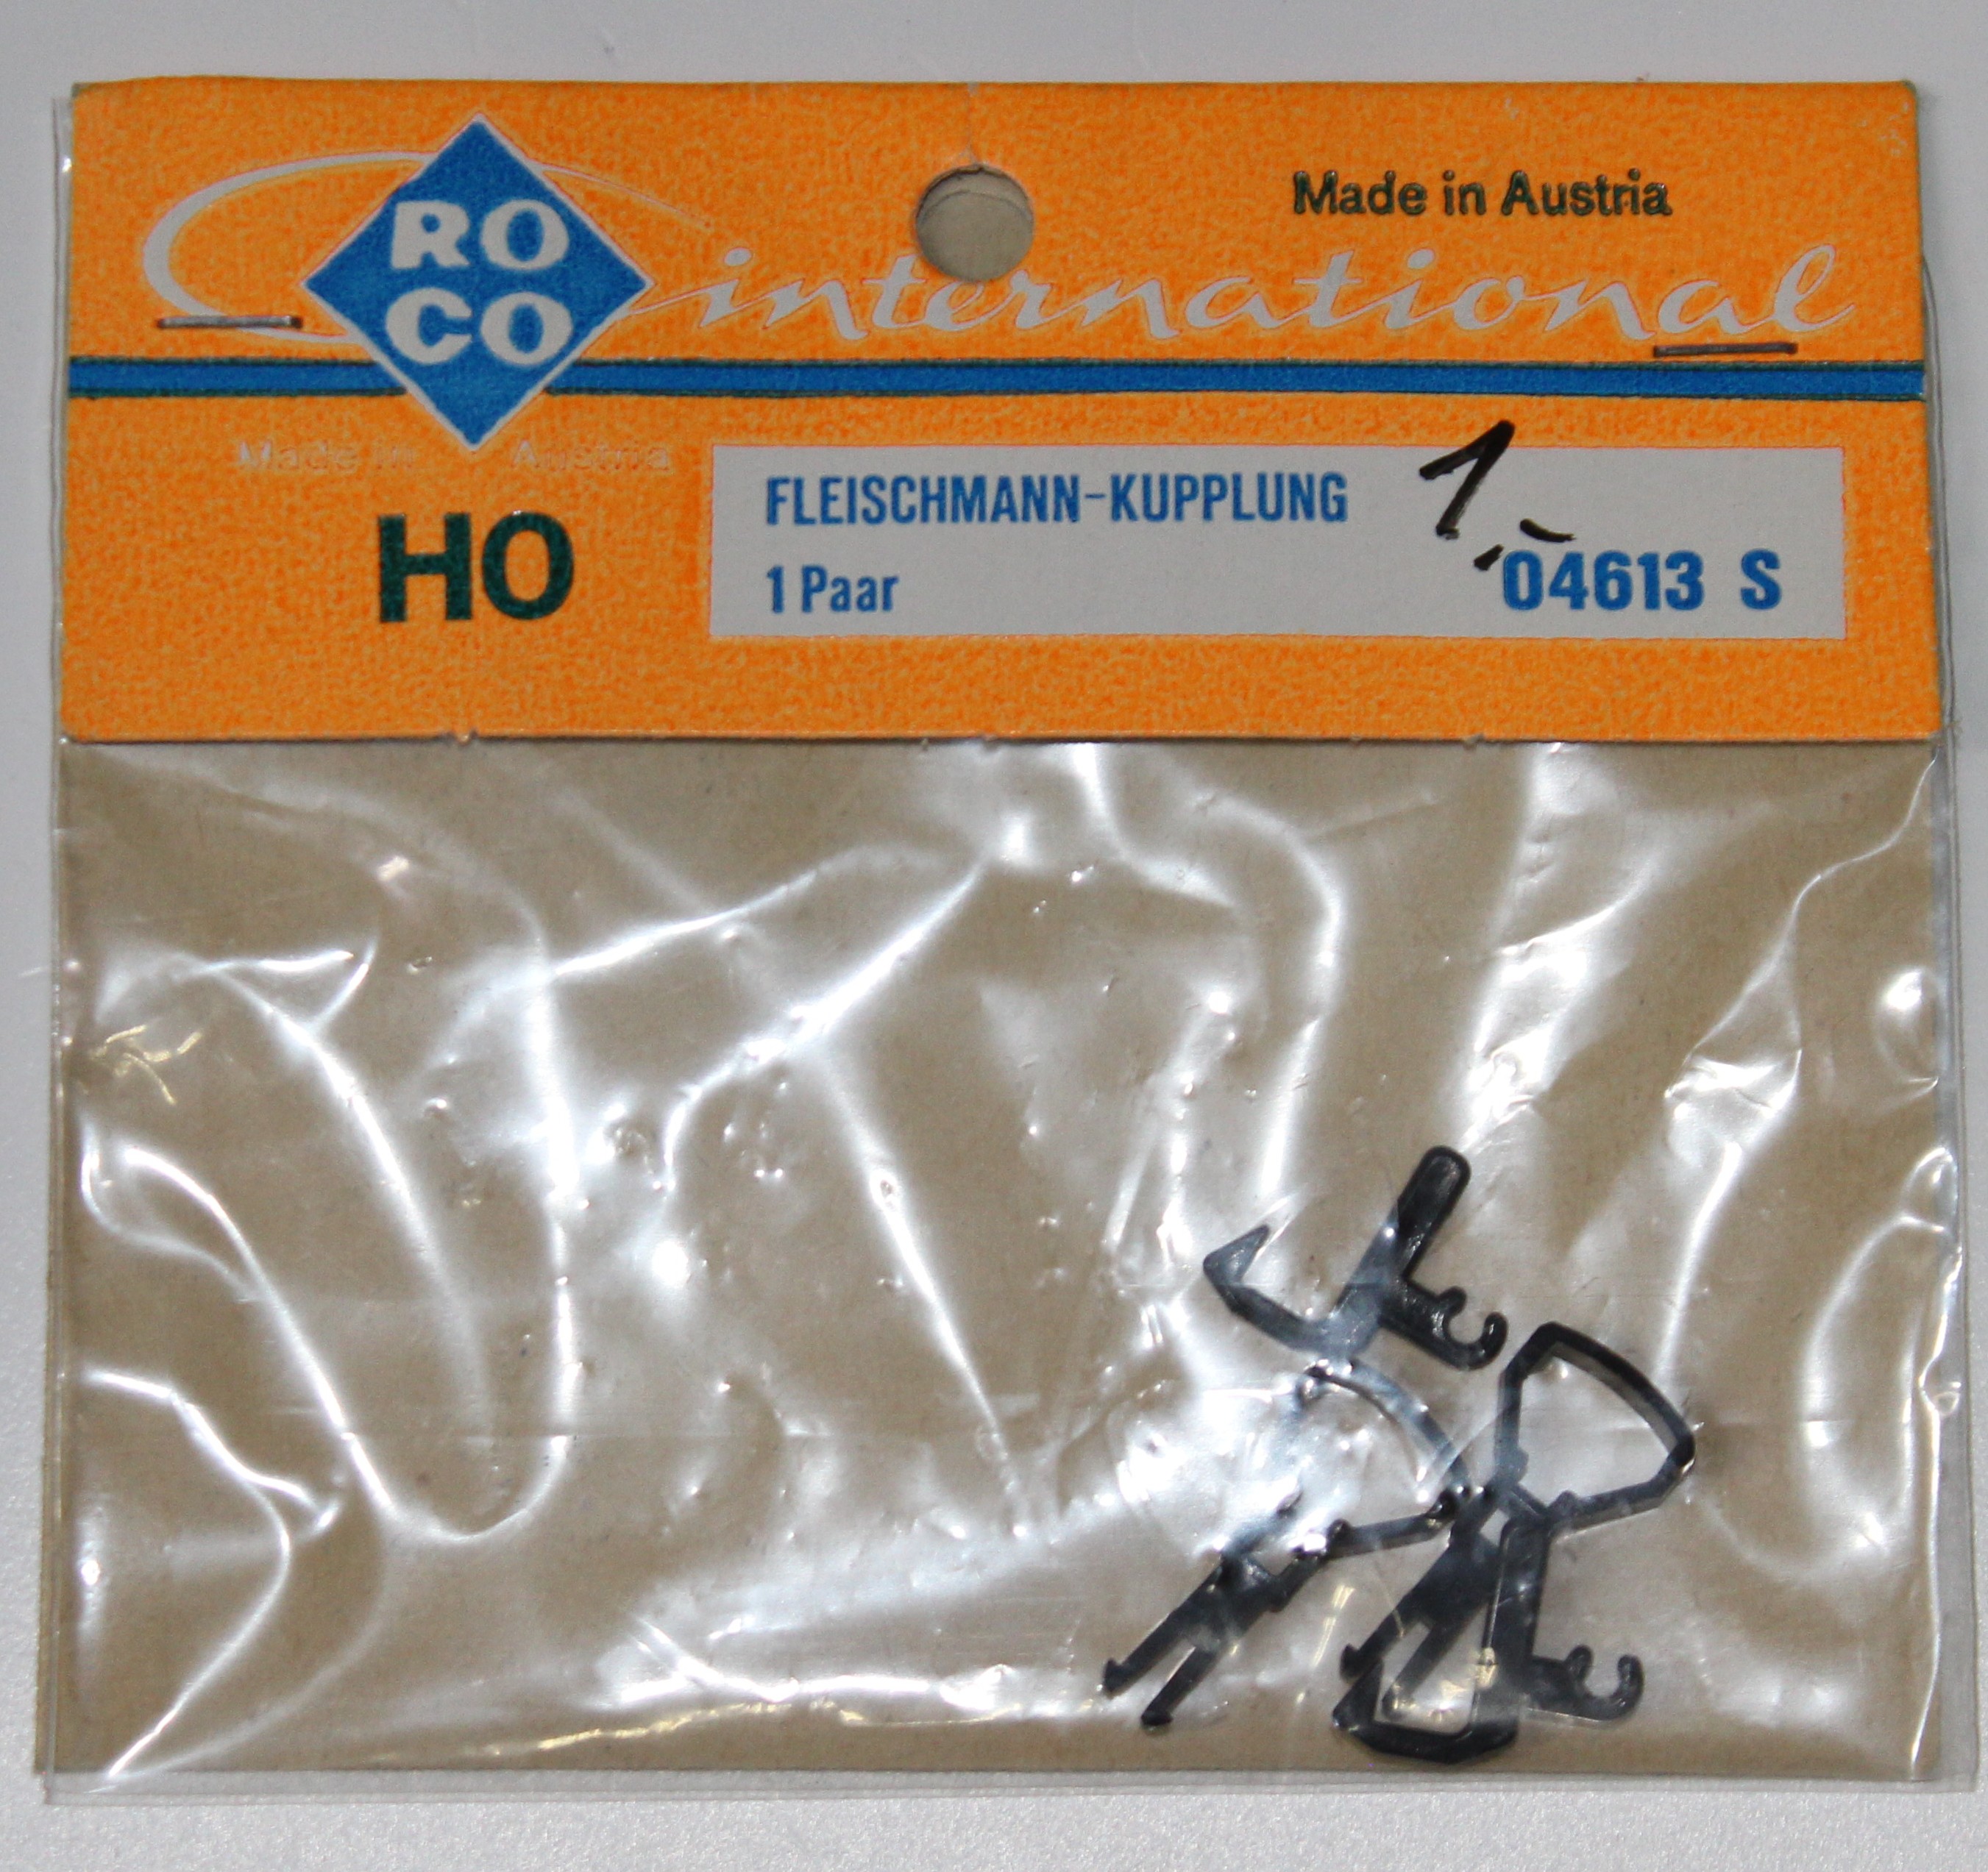 RO
CO
Made in Austria
international
Made in Austria
HO
FLEISCHMANN-KUPPLUNG
1,-
1 Paar
04613 S